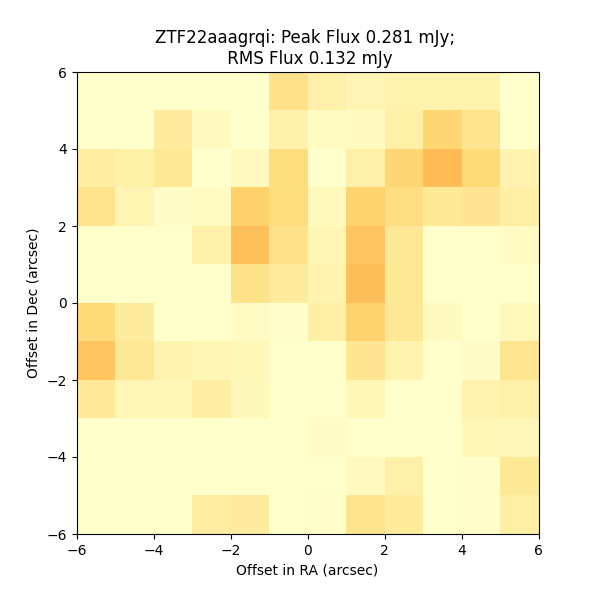 ZTF22aaagrqi: Peak Flux 0.281 mJy;
RMS Flux 0.132 mJy
6
4
2
0
−2
−4
−6
Offset in Dec (arcsec)
−6 −4 −2 0 2 4 6
Offset in RA (arcsec)